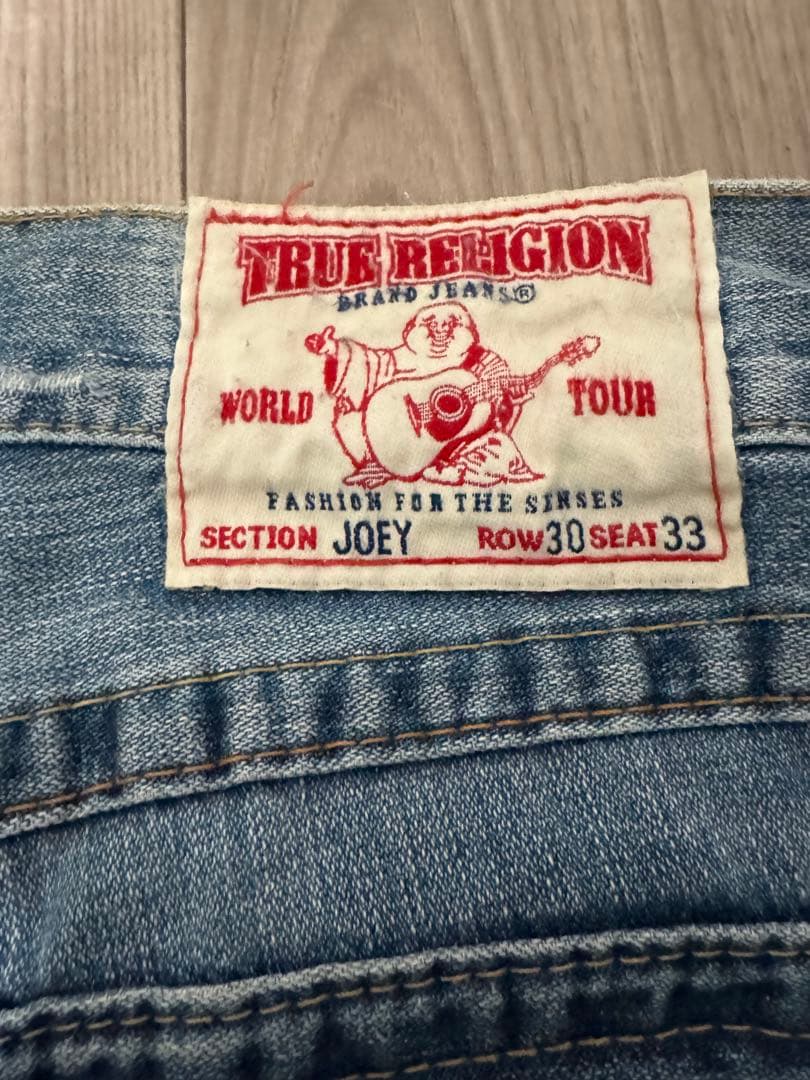 TRUE RELIGION
BRAND JEANS®
WORLD TOUR
FASHION FOR THE SENSES
SECTION JOEY ROW 30 SEAT 33